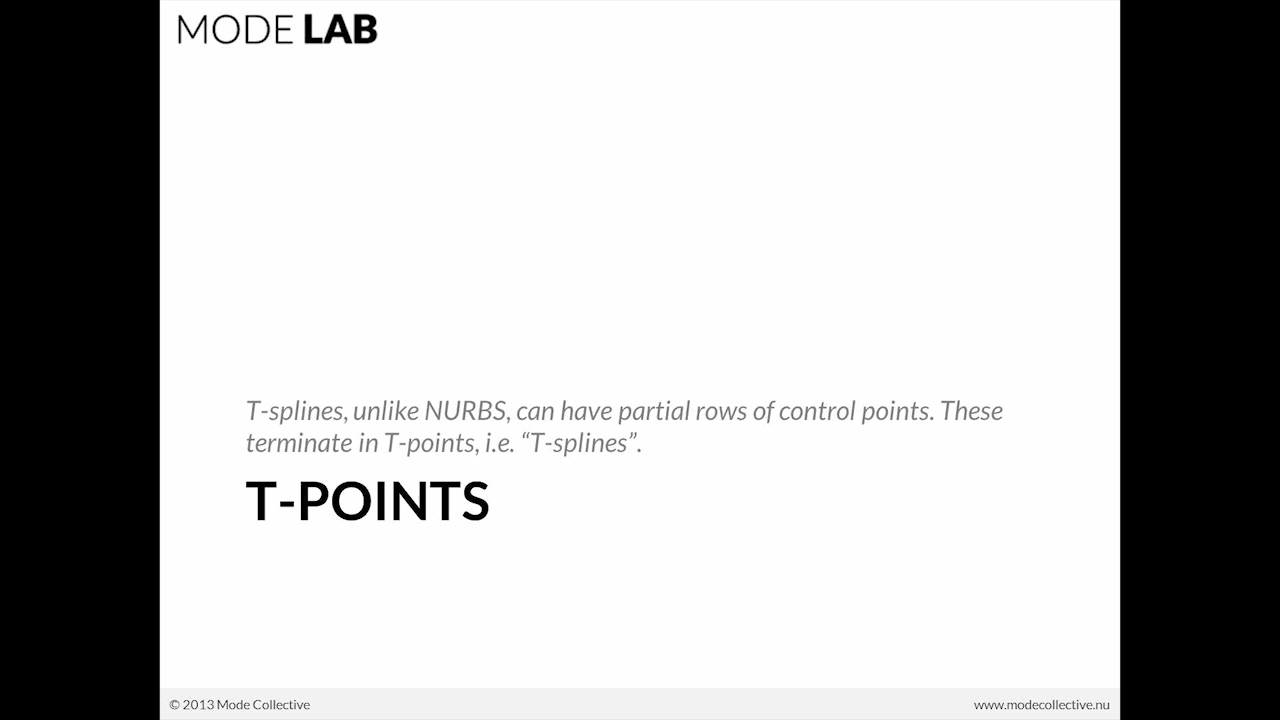 MODE LAB
T-splines, unlike NURBS, can have partial rows of control points. These
terminate in T-points, i.e. “T-splines”.
T-POINTS
© 2013 Mode Collective
www.modecollective.nu